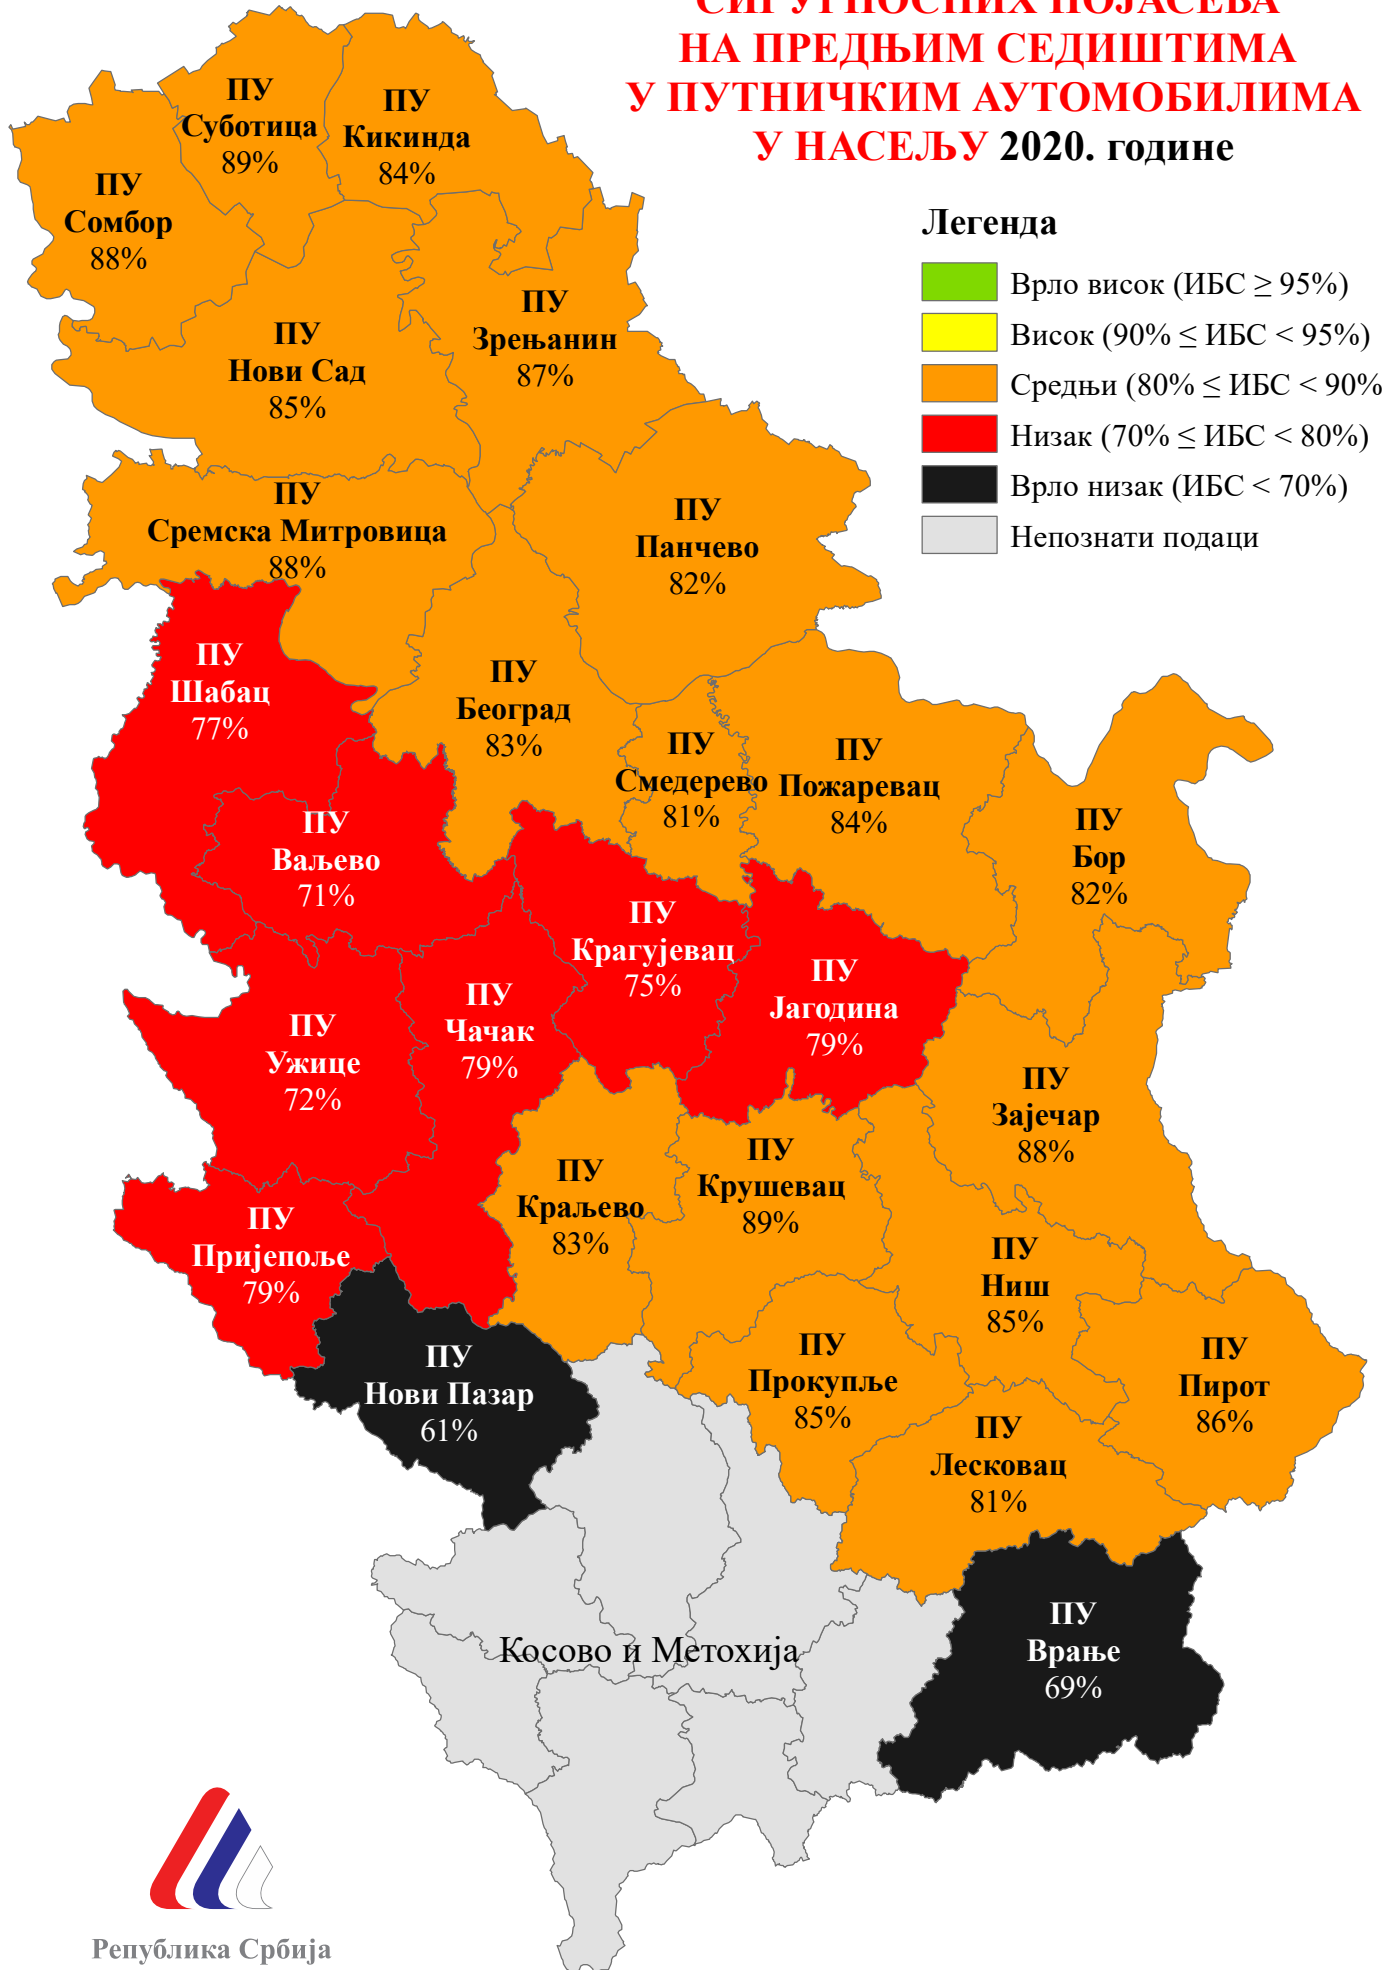 СИГУРНОСНИХ ПОЈАСЕВА
НА ПРЕДЊИМ СЕДИШТИМА
У ПУТНИЧКИМ АУТОМОБИЛИМА
У НАСЕЉУ 2020. године
Легенда
Врло висок (ИБС ≥ 95%)
Висок (90% ≤ ИБС < 95%)
Средњи (80% ≤ ИБС < 90%
Низак (70% ≤ ИБС < 80%)
Врло низак (ИБС < 70%)
Непознати подаци
ПУ
Суботица
89%
ПУ
Кикинда
84%
ПУ
Сомбор
88%
ПУ
Зрењанин
87%
ПУ
Нови Сад
85%
ПУ
Сремска Митровица
88%
ПУ
Панчево
82%
ПУ
Шабац
77%
ПУ
Београд
83%
ПУ
Смедерево
81%
ПУ
Пожаревац
84%
ПУ
Бор
82%
ПУ
Ваљево
71%
ПУ
Крагујевац
75%
ПУ
Јагодина
79%
ПУ
Чачак
79%
ПУ
Ужице
72%
ПУ
Зајечар
88%
ПУ
Краљево
83%
ПУ
Крушевац
89%
ПУ
Пријепоље
79%
ПУ
Ниш
85%
ПУ
Нови Пазар
61%
ПУ
Прокупље
85%
ПУ
Пирот
86%
ПУ
Лесковац
81%
ПУ
Врање
69%
Косово и Метохија
Република Србија